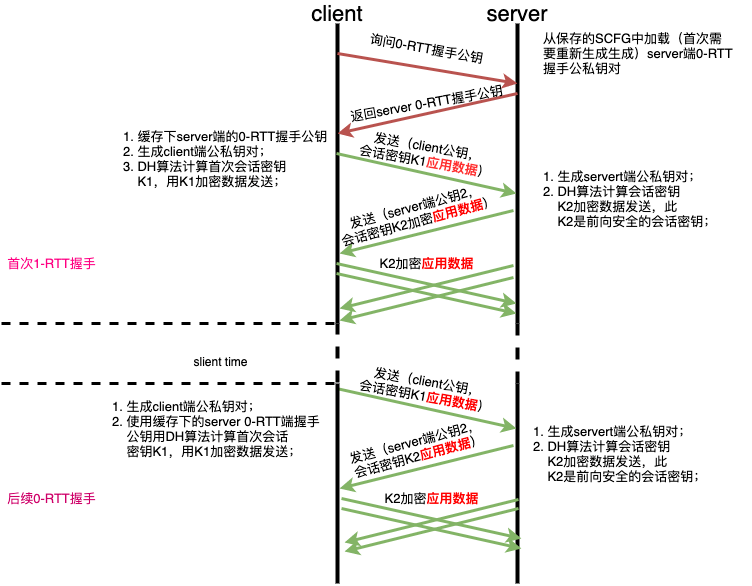 client
server
询问0-RTT握手公钥
从保存的SCFG中加载（首次需
要重新生成生成）server端0-RTT
握手公私钥对
返回server 0-RTT握手公钥
1. 缓存下server端的0-RTT握手公钥
2. 生成client端公私钥对；
3. DH算法计算首次会话密钥
K1，用K1加密数据发送；
发送（client公钥，
会话密钥K1应用数据）
1. 生成servert端公私钥对；
2. DH算法计算会话密钥
K2加密数据发送，此
K2是前向安全的会话密钥；
发送（server端公钥2，
会话密钥K2加密应用数据）
首次1-RTT握手
K2加密应用数据
slient time
发送（client公钥，
会话密钥K1应用数据）
1. 生成client端公私钥对；
2. 使用缓存下的server 0-RTT端握手
公钥用DH算法计算首次会话
密钥K1，用K1加密数据发送；
1. 生成servert端公私钥对；
2. DH算法计算会话密钥
K2加密数据发送，此
K2是前向安全的会话密钥；
发送（server端公钥2，
会话密钥K2应用数据）
后续0-RTT握手
K2加密应用数据